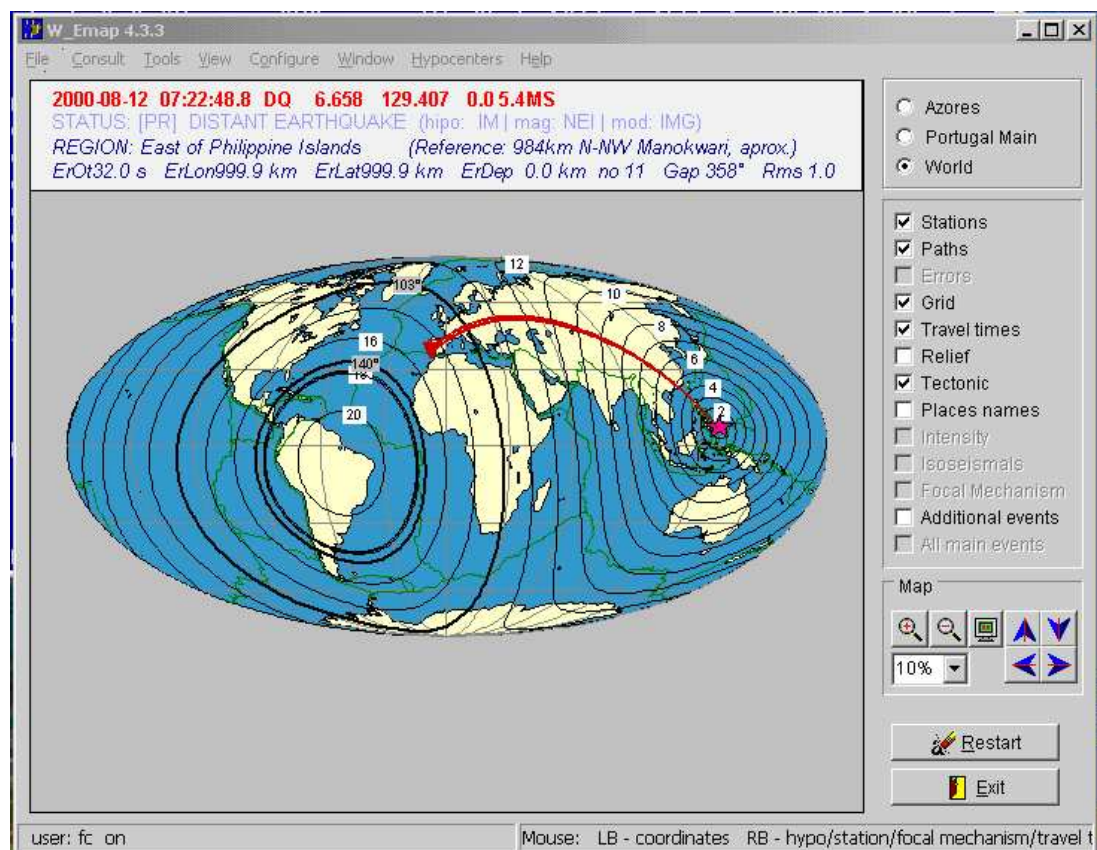 W_Emap 4.3.3
File Consult Tools View Configure Window Hypocenters Help
2000-08-12 07:22:48.8 DQ 6.658 129.407 0.0 5.4MS
STATUS: [PR] DISTANT EARTHQUAKE (hipo: IM | mag: NEI | mod: IMG)
REGION: East of Philippine Islands (Reference: 984km N-NW Manokwari, aprox.)
ErOt32.0 s ErLon999.9 km ErLat999.9 km ErDep 0.0 km no 11 Gap 358° Rms 1.0
Azores
Portugal Main
World
12
103°
10
8
16
6
140°
4
20
2
Stations
Paths
Errors
Grid
Travel times
Relief
Tectonic
Places names
Intensity
Isoseismals
Focal Mechanism
Additional events
All main events
Map
10%
Restart
Exit
user: fc on
Mouse: LB - coordinates RB - hypo/station/focal mechanism/travel t